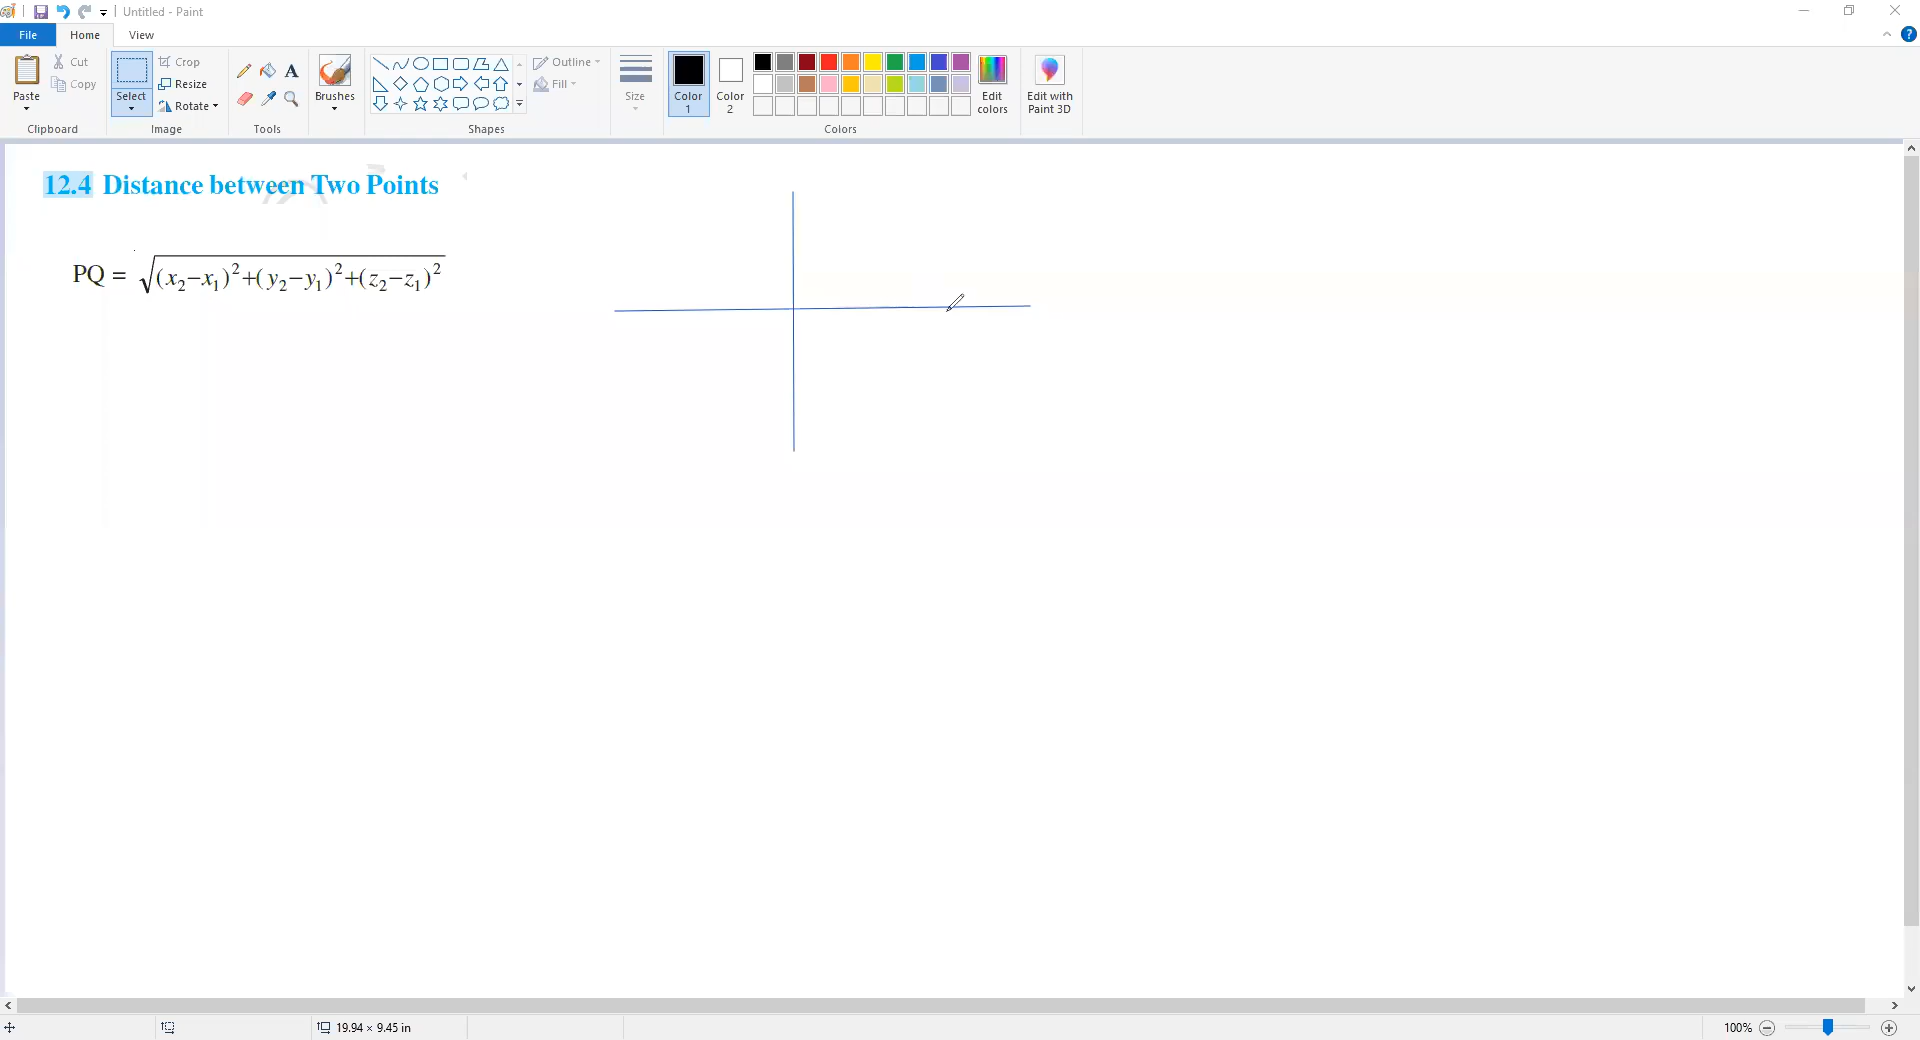 Untitled - Paint
File Home View
Paste
Cut
Copy
Clipboard
Select
Crop
Resize
Rotate
Image
A
Tools
Brushes
Shapes
Outline
Fill
Size
Color 1
Color 2
Edit colors
Colors
Edit with Paint 3D
?
12.4 Distance between Two Points
PQ = √(x₂−x₁)²+(y₂−y₁)²+(z₂−z₁)²
19.94 × 9.45 in
100%